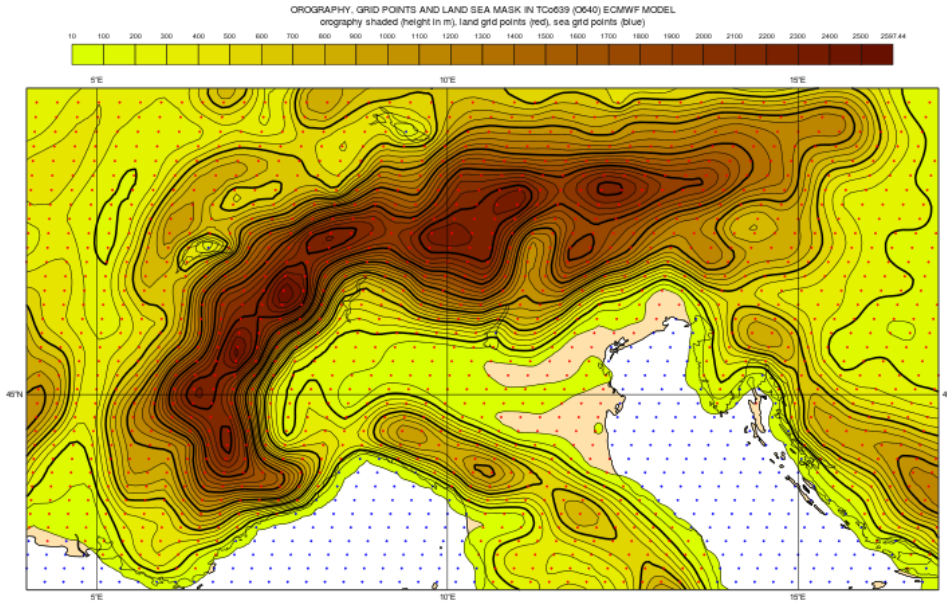 OROGRAPHY, GRID POINTS AND LAND SEA MASK IN TCo639 (O640) ECMWF MODEL
orography shaded (height in m), land grid points (red), sea grid points (blue)
10 100 200 300 400 500 600 700 800 900 1000 1100 1200 1300 1400 1500 1600 1700 1800 1900 2000 2100 2200 2300 2400 2500 2597.44
5°E 10°E 15°E
45°N 4
5°E 10°E 15°E